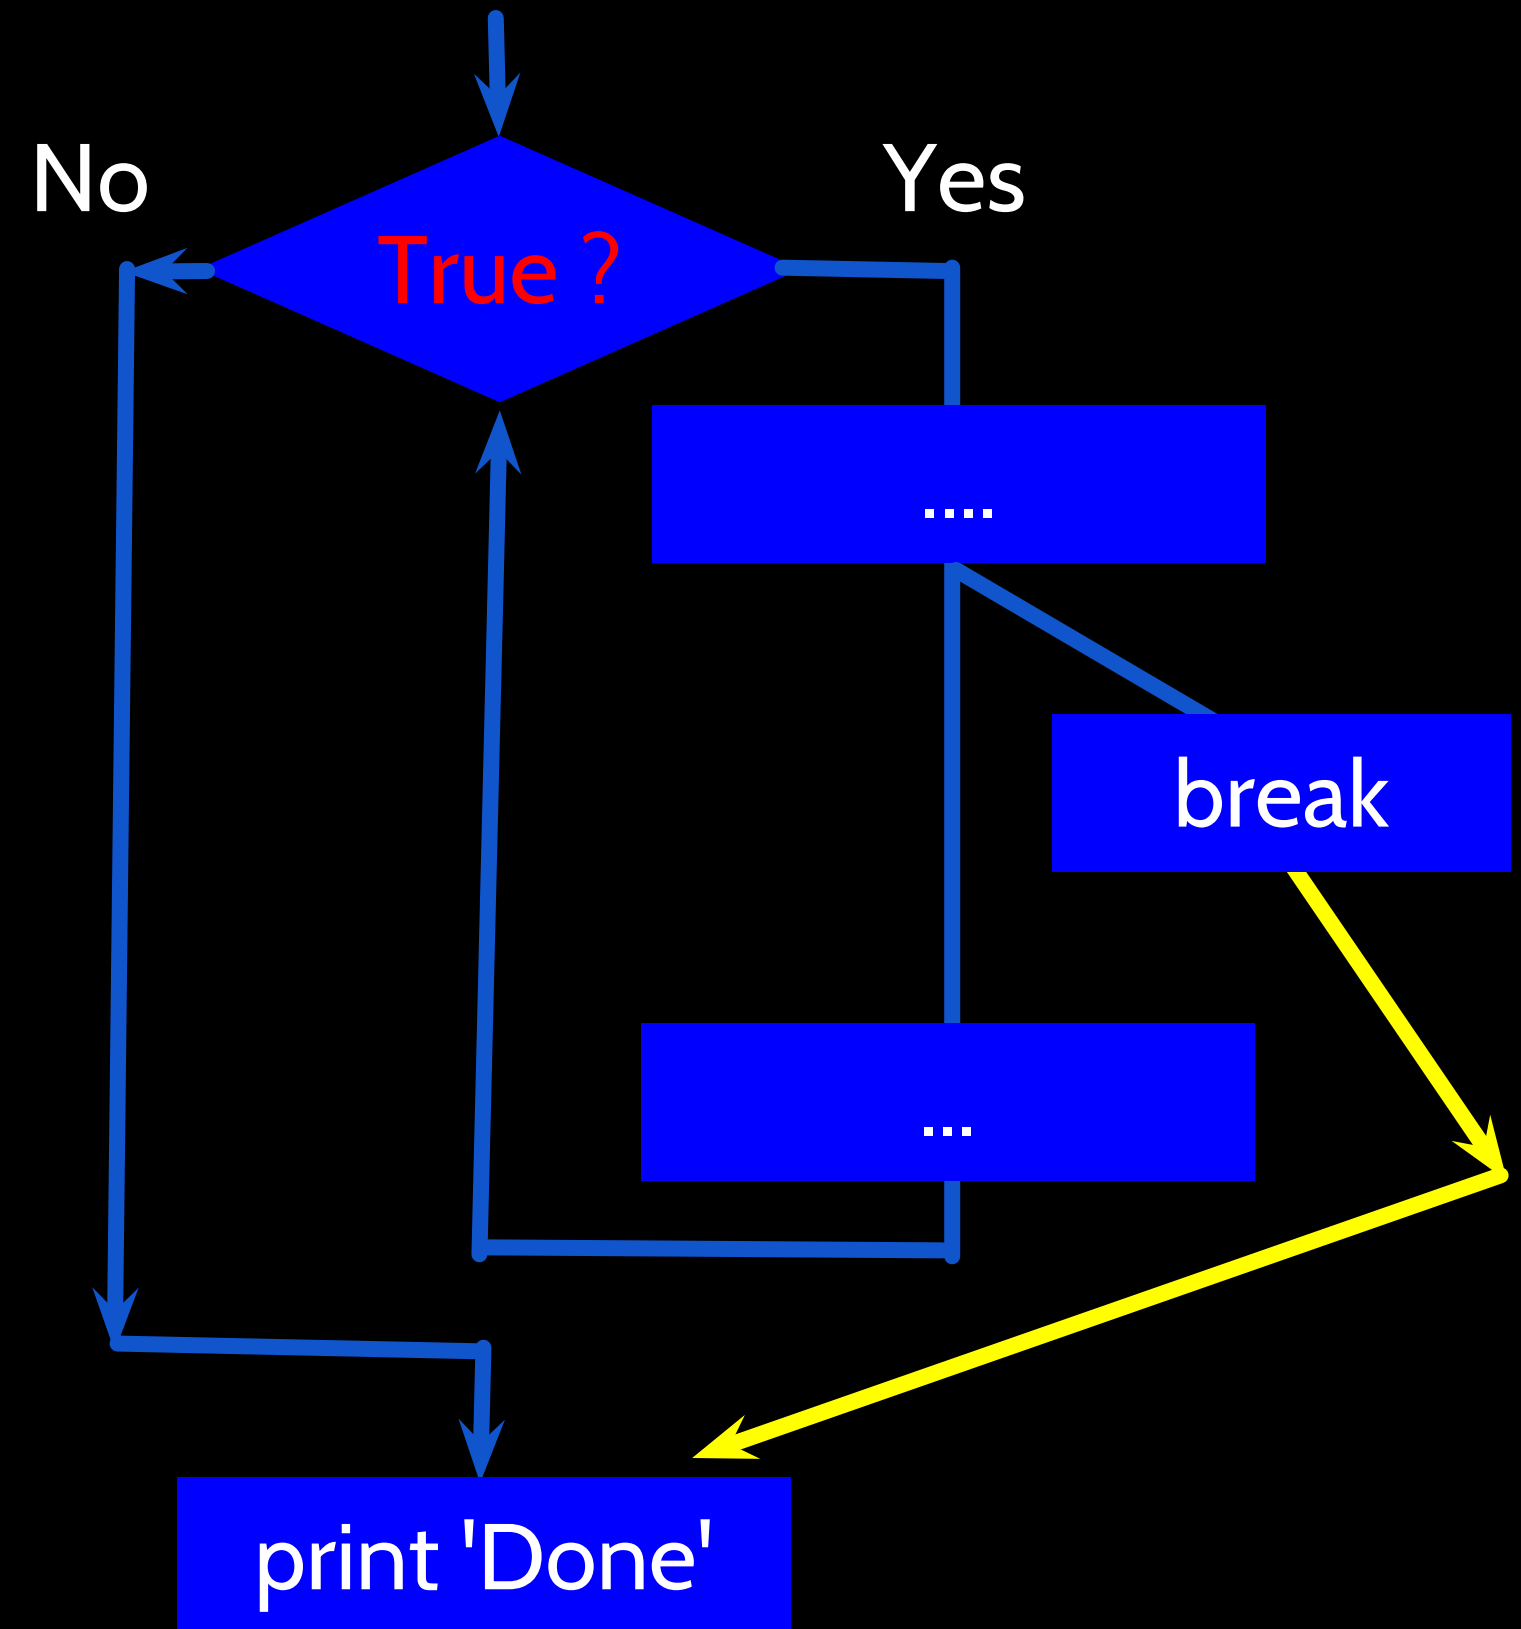 No
Yes
True ?
....
break
...
print 'Done'